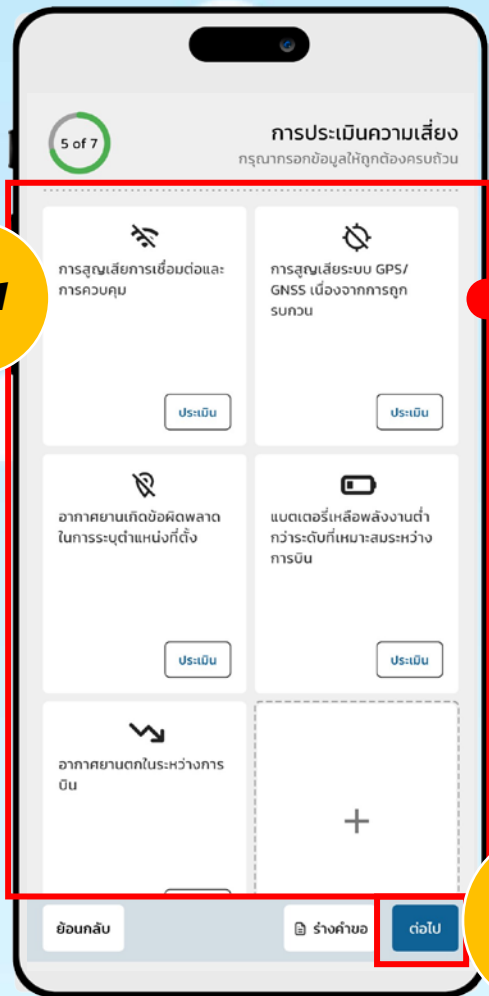 5 of 7
การประเมินความเสี่ยง
กรุณากรอกข้อมูลให้ถูกต้องครบถ้วน
1
การสูญเสียการเชื่อมต่อและ
การควบคุม
ประเมิน
การสูญเสียระบบ GPS/
GNSS เนื่องจากการถูก
รบกวน
ประเมิน
อากาศยานเกิดข้อผิดพลาด
ในการระบุตำแหน่งที่ตั้ง
ประเมิน
แบตเตอรี่เหลือพลังงานต่ำ
กว่าระดับที่เหมาะสมระหว่าง
การบิน
ประเมิน
อากาศยานตกในระหว่างการ
บิน
+
ย้อนกลับ
ร่างคำขอ
ต่อไป